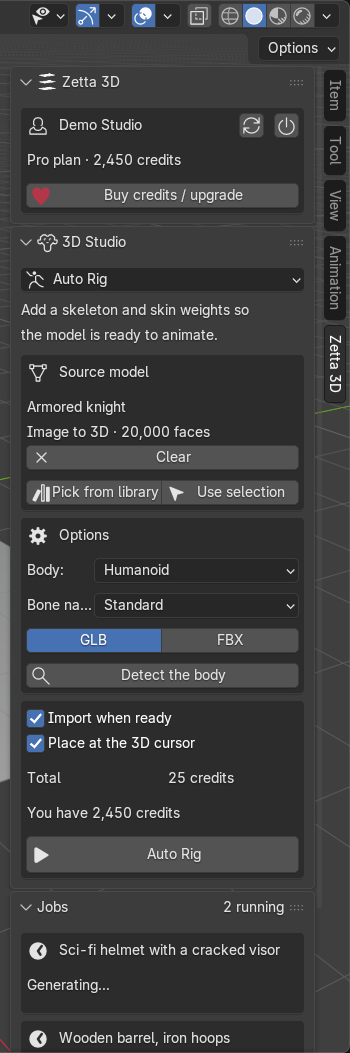 Options
Zetta 3D
Demo Studio
Pro plan · 2,450 credits
Buy credits / upgrade
3D Studio
Auto Rig
Add a skeleton and skin weights so
the model is ready to animate.
Source model
Armored knight
Image to 3D · 20,000 faces
Clear
Pick from library
Use selection
Options
Body: Humanoid
Bone na... Standard
GLB FBX
Detect the body
Import when ready
Place at the 3D cursor
Total 25 credits
You have 2,450 credits
Auto Rig
Jobs 2 running
Sci-fi helmet with a cracked visor
Generating...
Wooden barrel, iron hoops
Item
Tool
View
Animation
Zetta 3D